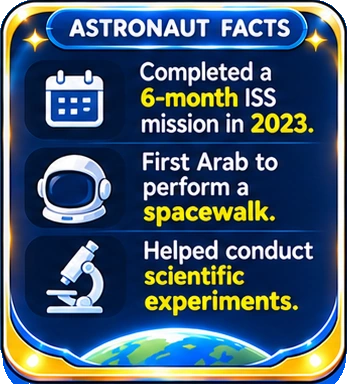 ASTRONAUT FACTS
Completed a
6-month ISS
mission in 2023.
First Arab to
perform a
spacewalk.
Helped conduct
scientific
experiments.